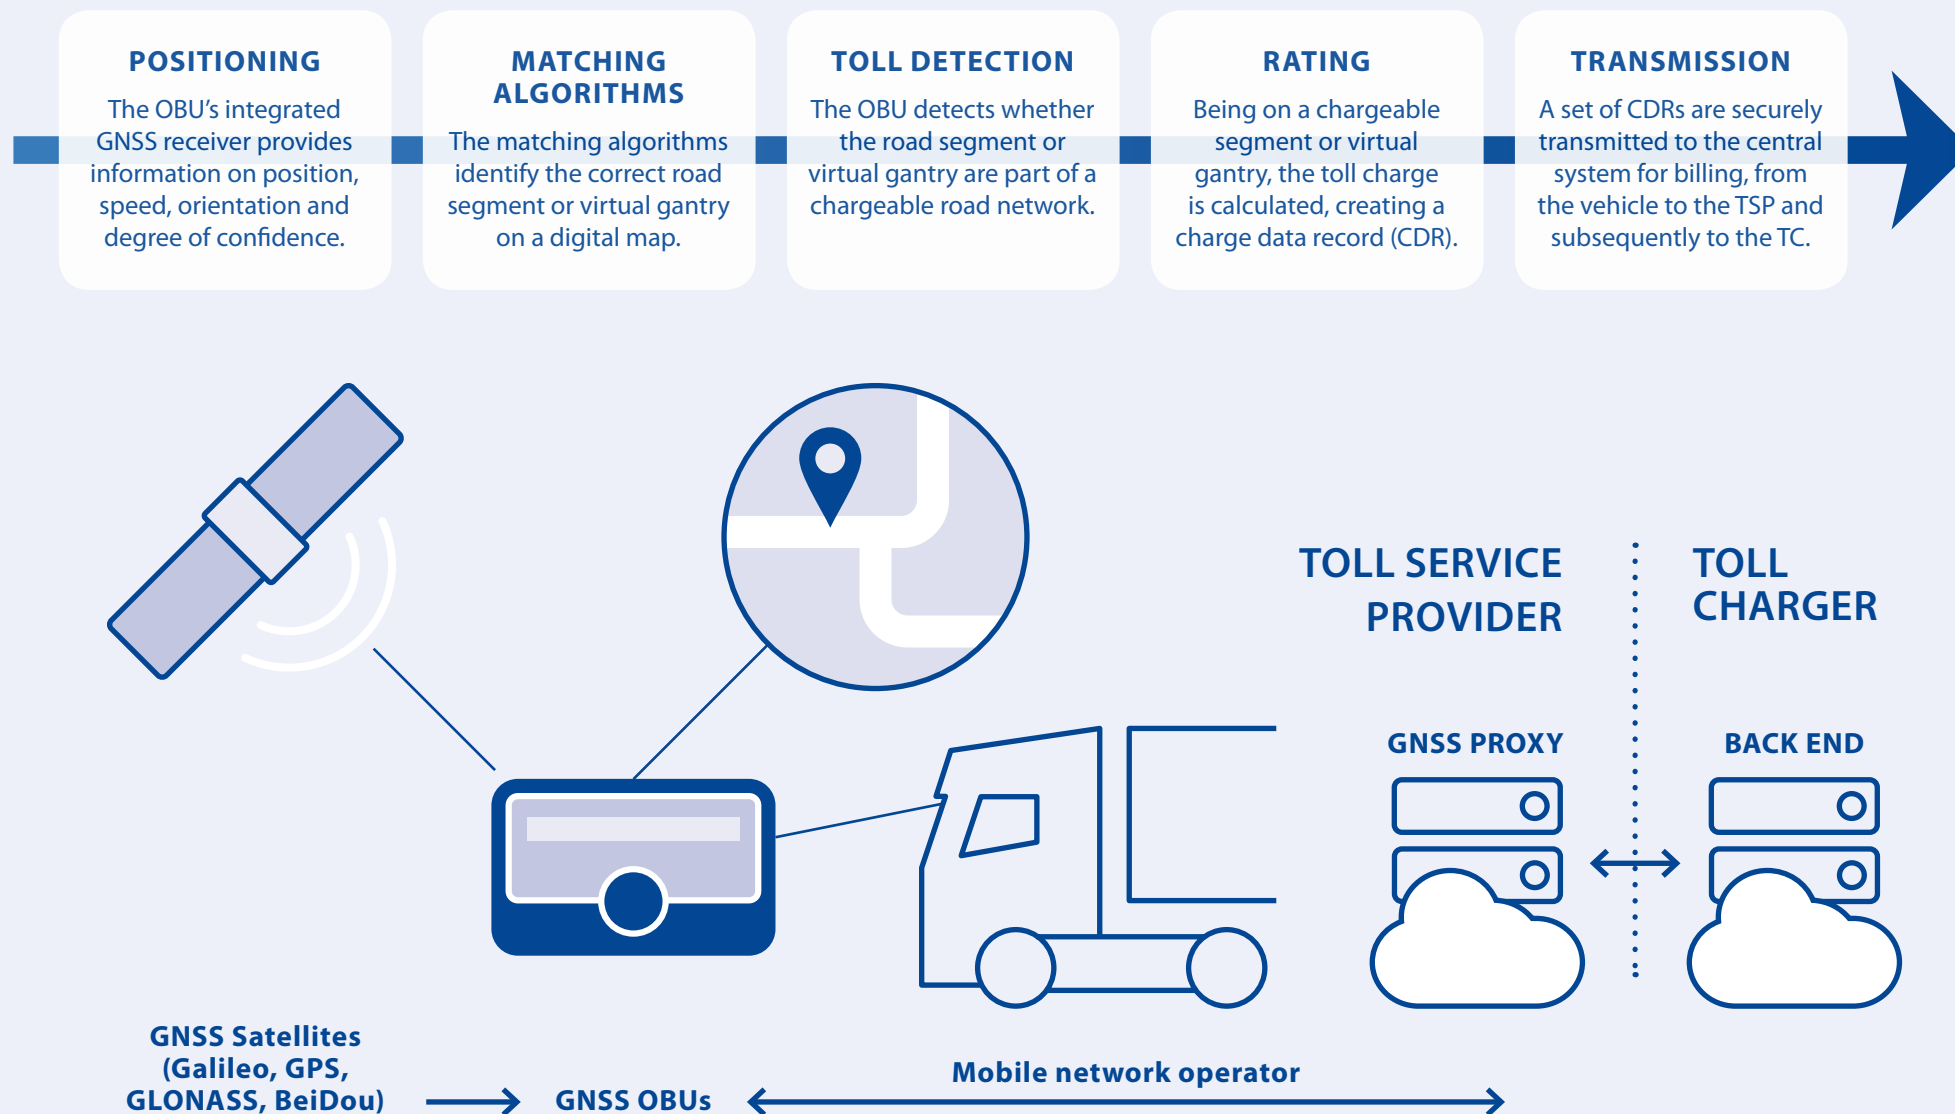 POSITIONING
The OBU's integrated
GNSS receiver provides
information on position,
speed, orientation and
degree of confidence.
MATCHING
ALGORITHMS
The matching algorithms
identify the correct road
segment or virtual gantry
on a digital map.
TOLL DETECTION
The OBU detects whether
the road segment or
virtual gantry are part of a
chargeable road network.
RATING
Being on a chargeable
segment or virtual
gantry, the toll charge
is calculated, creating a
charge data record (CDR).
TRANSMISSION
A set of CDRs are securely
transmitted to the central
system for billing, from
the vehicle to the TSP and
subsequently to the TC.
TOLL SERVICE
PROVIDER
TOLL
CHARGER
GNSS PROXY
BACK END
GNSS Satellites
(Galileo, GPS,
GLONASS, BeiDou)
GNSS OBUs
Mobile network operator